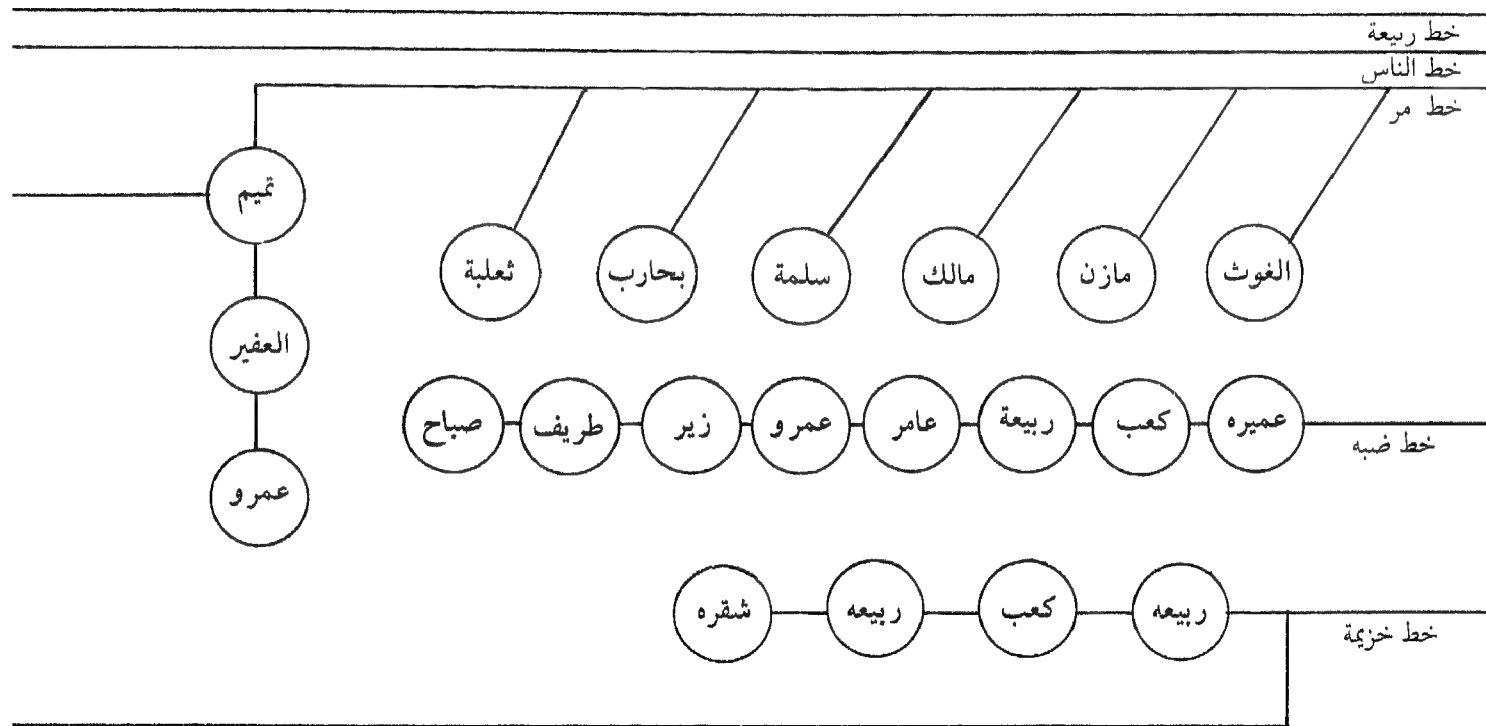 خط ربيعة
خط الناس
خط مر
تميم
الغوث مازن مالك سلمة بحارب ثعلبة
العفير
عميره كعب ربيعة عامر عمرو زير طريف صباح
خط ضبه
عمرو
ربيعه كعب ربيعه شقره
خط خزيمة